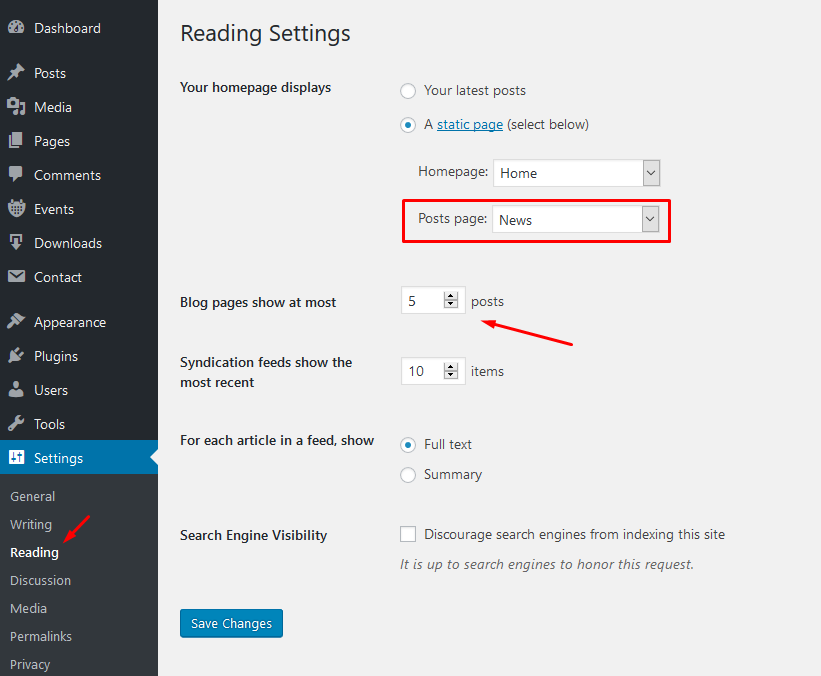 Dashboard
Posts
Media
Pages
Comments
Events
Downloads
Contact
Appearance
Plugins
Users
Tools
Settings
General
Writing
Reading
Discussion
Media
Permalinks
Privacy
Reading Settings
Your homepage displays
Your latest posts
A static page (select below)
Homepage: Home
Posts page: News
Blog pages show at most 5 posts
Syndication feeds show the
most recent
10 items
For each article in a feed, show
Full text
Summary
Search Engine Visibility
Discourage search engines from indexing this site
It is up to search engines to honor this request.
Save Changes